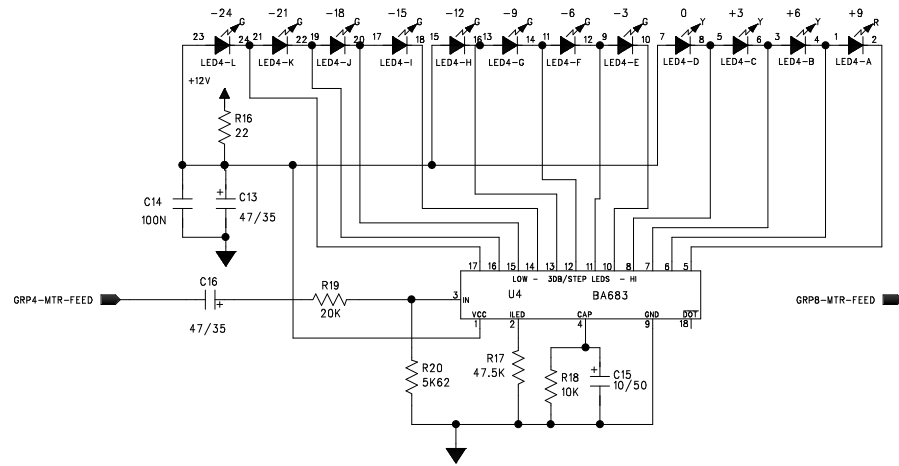 -24 -21 -18 -15 -12 -9 -6 -3 0 +3 +6 +9
G G G G G G G G Y Y Y R
23 24 21 22 19 20 17 18 15 16 13 14 11 12 9 10 7 8 5 6 3 4 1 2
LED4-L LED4-K LED4-J LED4-I LED4-H LED4-G LED4-F LED4-E LED4-D LED4-C LED4-B LED4-A
+12V
R16
22
C14
100N
+ C13
47/35
17 16 15 14 13 12 11 10 8 7 6 5
LOW - 3DB/STEP LEDS - HI
GRP4-MTR-FEED
C16
+
47/35
R19
20K
3 IN
U4 BA683
GRP8-MTR-FEED
VCC ILED CAP GND DOT
1 2 4 9 18
R20
5K62
R17
47.5K
R18
10K
+ C15
10/50